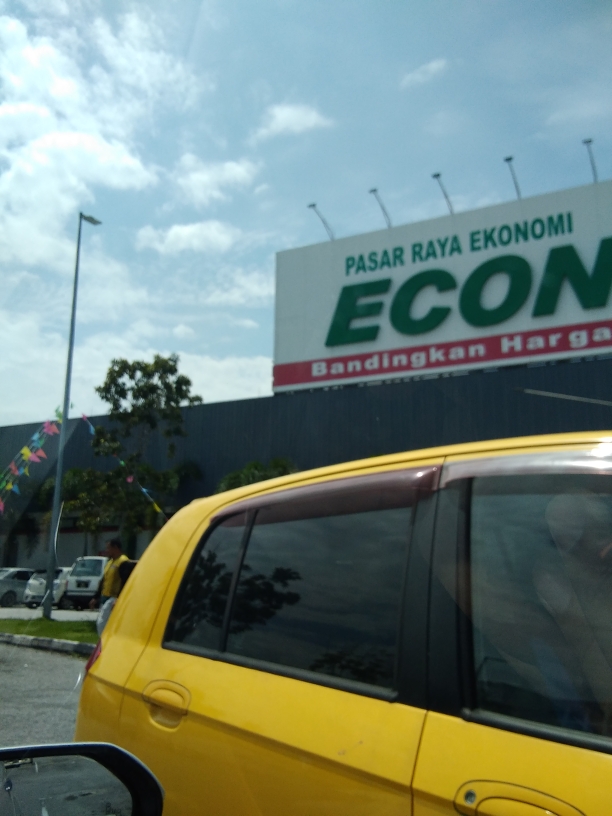 PASAR RAYA EKONOMI
ECON
Bandingkan Harga